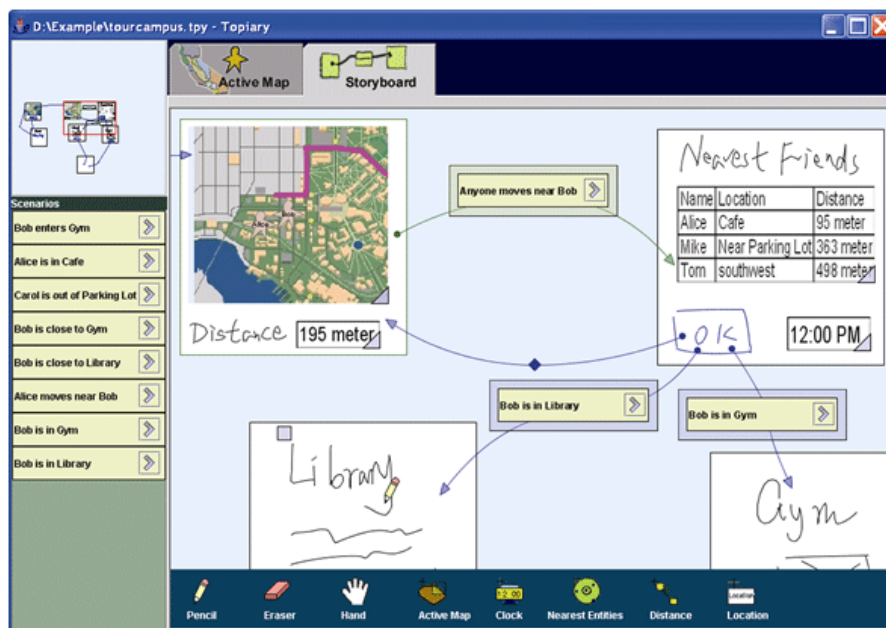 D:\Example\tourcampus.tpy - Topiary
Active Map
Storyboard
Scenarios
Bob enters Gym
Alice is in Cafe
Carol is out of Parking Lot
Bob is close to Gym
Bob is close to Library
Alice moves near Bob
Bob is in Gym
Bob is in Library
Alice
Bob
Distance 195 meter
Anyone moves near Bob
Nearest Friends
Name Location Distance
Alice Cafe 95 meter
Mike Near Parking Lot 363 meter
Tom southwest 498 meter
OK
12:00 PM
Bob is in Library
Bob is in Gym
Library
Gym
Pencil
Eraser
Hand
Active Map
Clock
Nearest Entities
Distance
Location